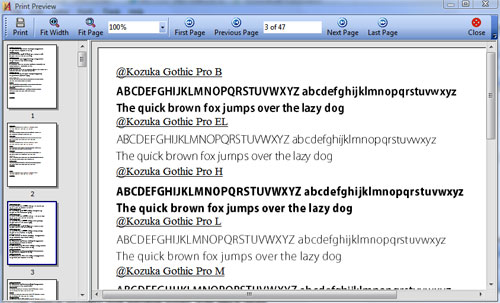 Print Preview
Print
Fit Width
Fit Page
100%
First Page
Previous Page
3 of 47
Next Page
Last Page
Close
1
2
3
@Kozuka Gothic Pro B
ABCDEFGHIJKLMNOPQRSTUVWXYZ abcdefghijklmnopqrstuvwxyz
The quick brown fox jumps over the lazy dog
@Kozuka Gothic Pro EL
ABCDEFGHIJKLMNOPQRSTUVWXYZ abcdefghijklmnopqrstuvwxyz
The quick brown fox jumps over the lazy dog
@Kozuka Gothic Pro H
ABCDEFGHIJKLMNOPQRSTUVWXYZ abcdefghijklmnopqrstuvwxyz
The quick brown fox jumps over the lazy dog
@Kozuka Gothic Pro L
ABCDEFGHIJKLMNOPQRSTUVWXYZ abcdefghijklmnopqrstuvwxyz
The quick brown fox jumps over the lazy dog
@Kozuka Gothic Pro M
ABCDEFGHIJKLMNOPQRSTUVWXYZ abcdefghijklmnopqrstuvwxyz